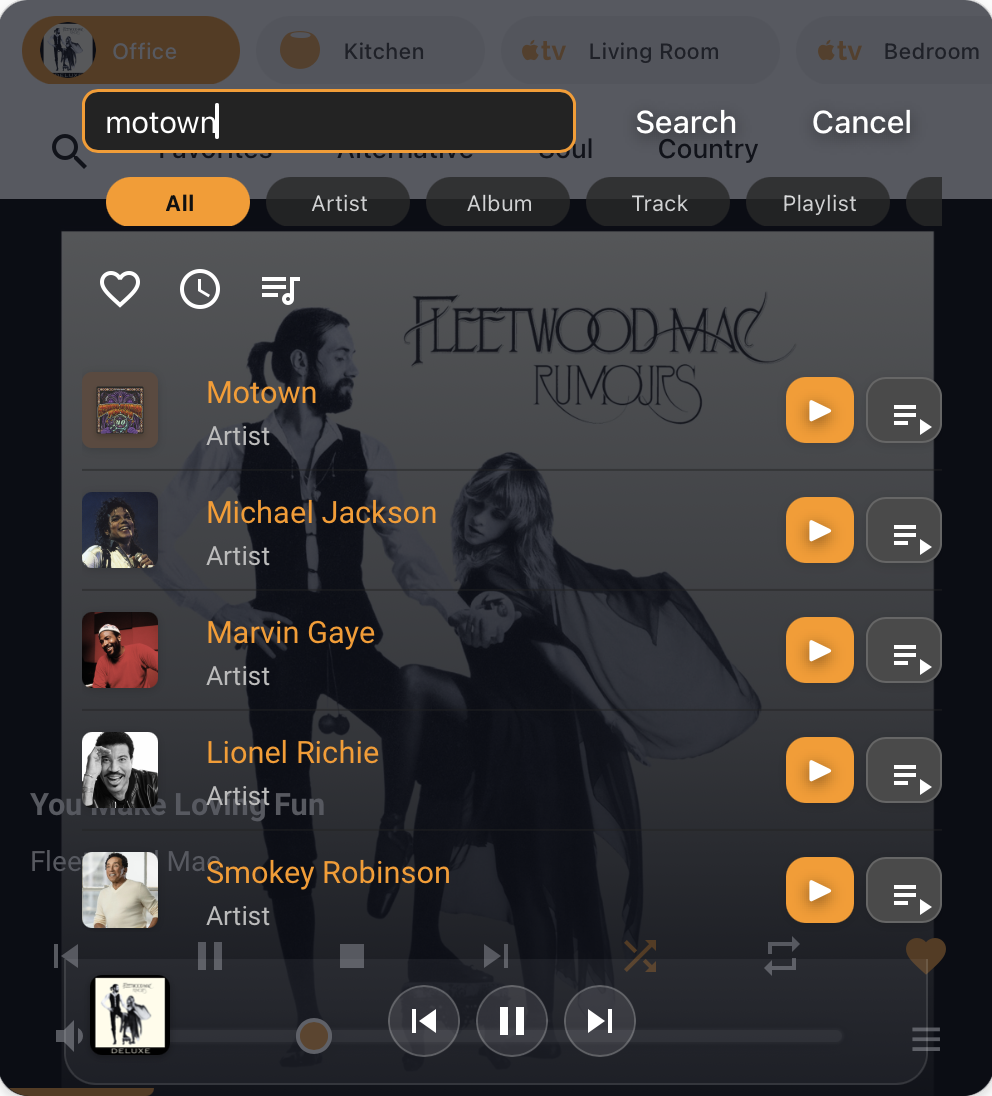 Office
Kitchen
tv Living Room
tv Bedroom
motown
Search
Cancel
Favorites
Alternative
Soul
Country
All
Artist
Album
Track
Playlist
FLEETWOOD MAC
RUMOURS
Motown
Artist
Michael Jackson
Artist
Marvin Gaye
Artist
Lionel Richie
Artist
You Make Loving Fun
Fleetwood Mac
Smokey Robinson
Artist
DELUXE